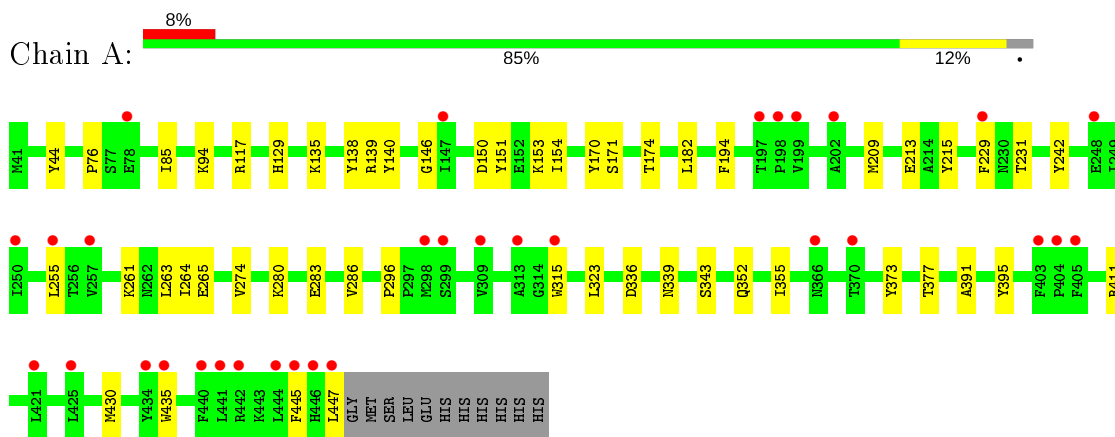 8%
Chain A:
85% 12% •
M41 Y44 P76 S77 E78 I85 K94 R117 H129 K135 Y138 R139 Y140 G146 I147 D150 Y151 E152 K153 I154 Y170 S171 T174 L182 F194 T197 P198 V199 A202 M209 E213 A214 Y215 F229 N230 T231 Y242 E248 I249
I250 L255 T256 V257 K261 N262 L263 I264 E265 V274 K280 E283 V286 P296 P297 M298 S299 V309 A313 G314 W315 L323 D336 N339 S343 Q352 I355 N366 T370 Y373 T377 A391 Y395 F403 P404 F405
L421 L425 M430 Y434 W435 F440 L441 R442 K443 L444 F445 H446 L447 GLY MET SER LEU GLU HIS HIS HIS HIS HIS HIS